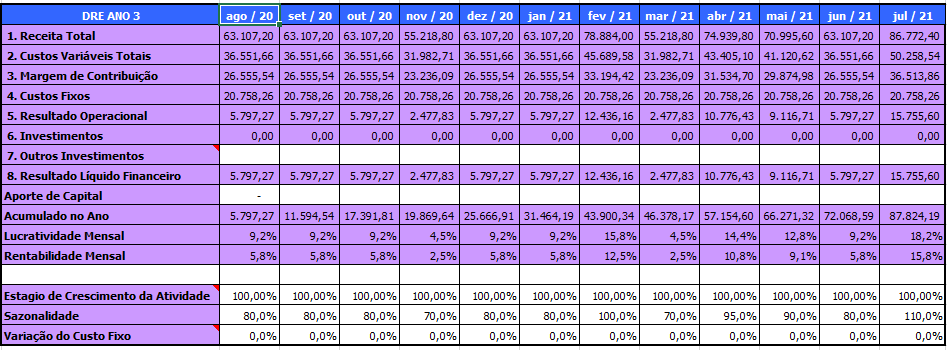 DRE ANO 3 ago / 20 set / 20 out / 20 nov / 20 dez / 20 jan / 21 fev / 21 mar / 21 abr / 21 mai / 21 jun / 21 jul / 21
1. Receita Total 63.107,20 63.107,20 63.107,20 55.218,80 63.107,20 63.107,20 78.884,00 55.218,80 74.939,80 70.995,60 63.107,20 86.772,40
2. Custos Variáveis Totais 36.551,66 36.551,66 36.551,66 31.982,71 36.551,66 36.551,66 45.689,58 31.982,71 43.405,10 41.120,62 36.551,66 50.258,54
3. Margem de Contribuição 26.555,54 26.555,54 26.555,54 23.236,09 26.555,54 26.555,54 33.194,42 23.236,09 31.534,70 29.874,98 26.555,54 36.513,86
4. Custos Fixos 20.758,26 20.758,26 20.758,26 20.758,26 20.758,26 20.758,26 20.758,26 20.758,26 20.758,26 20.758,26 20.758,26 20.758,26
5. Resultado Operacional 5.797,27 5.797,27 5.797,27 2.477,83 5.797,27 5.797,27 12.436,16 2.477,83 10.776,43 9.116,71 5.797,27 15.755,60
6. Investimentos 0,00 0,00 0,00 0,00 0,00 0,00 0,00 0,00 0,00 0,00 0,00 0,00
7. Outros Investimentos
8. Resultado Líquido Financeiro 5.797,27 5.797,27 5.797,27 2.477,83 5.797,27 5.797,27 12.436,16 2.477,83 10.776,43 9.116,71 5.797,27 15.755,60
Aporte de Capital -
Acumulado no Ano 5.797,27 11.594,54 17.391,81 19.869,64 25.666,91 31.464,19 43.900,34 46.378,17 57.154,60 66.271,32 72.068,59 87.824,19
Lucratividade Mensal 9,2% 9,2% 9,2% 4,5% 9,2% 9,2% 15,8% 4,5% 14,4% 12,8% 9,2% 18,2%
Rentabilidade Mensal 5,8% 5,8% 5,8% 2,5% 5,8% 5,8% 12,5% 2,5% 10,8% 9,1% 5,8% 15,8%
Estagio de Crescimento da Atividade 100,00% 100,00% 100,00% 100,00% 100,00% 100,00% 100,00% 100,00% 100,00% 100,00% 100,00% 100,00%
Sazonalidade 80,0% 80,0% 80,0% 70,0% 80,0% 80,0% 100,0% 70,0% 95,0% 90,0% 80,0% 110,0%
Variação do Custo Fixo 0,0% 0,0% 0,0% 0,0% 0,0% 0,0% 0,0% 0,0% 0,0% 0,0% 0,0% 0,0%